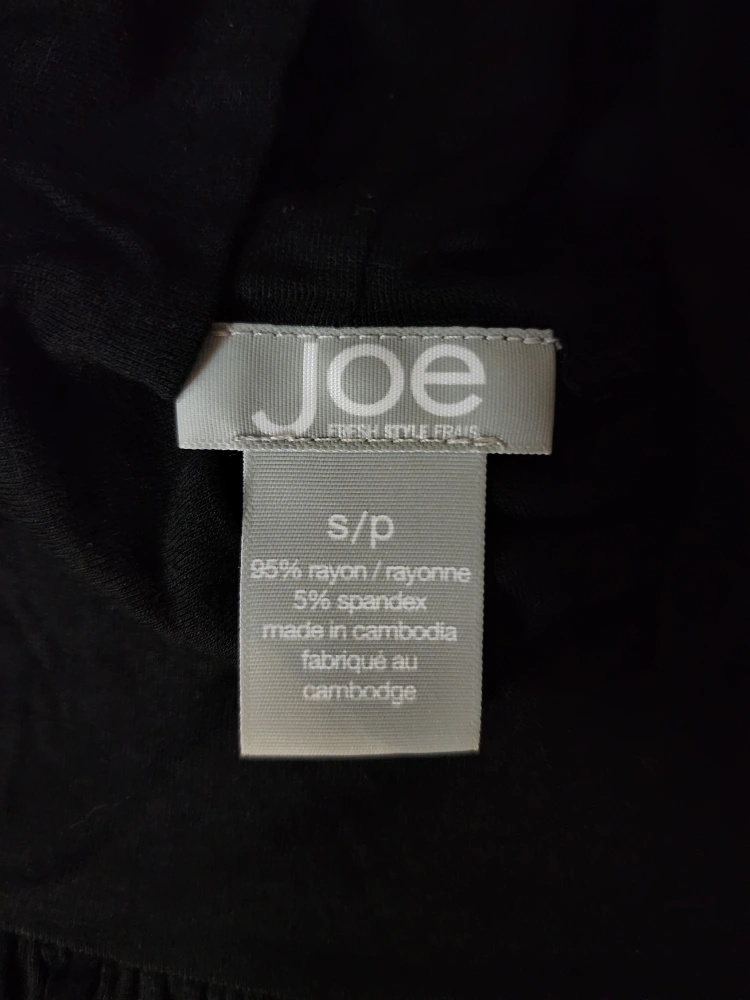 Joe
FRESH STYLE FRAIS
s/p
95% rayon / rayonne
5% spandex
made in cambodia
fabriqué au
cambodge